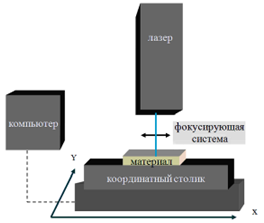 лазер
компьютер
фокусирующая
система
Y
материал
координатный столик
X